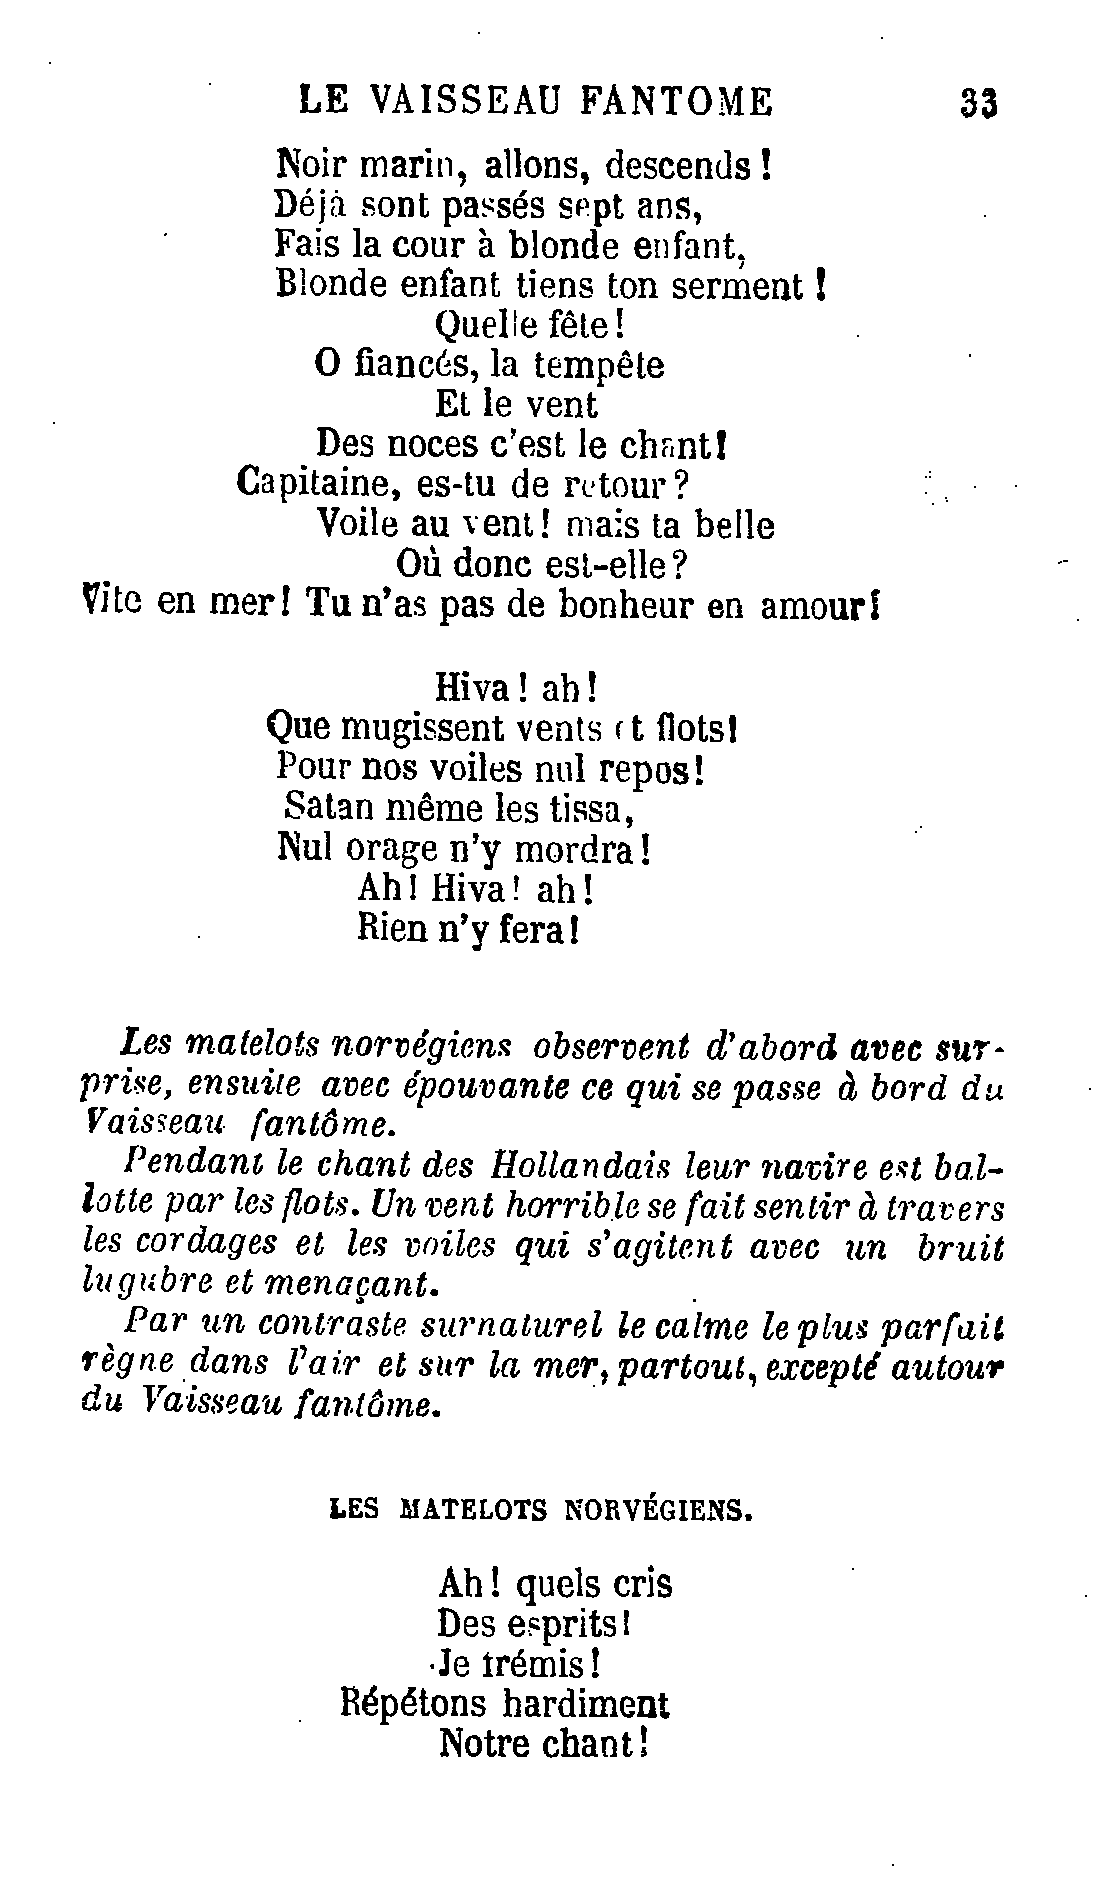 LE VAISSEAU FANTOME 33
Noir marin, allons, descends !
Déjà sont passés sept ans,
Fais la cour à blonde enfant,
Blonde enfant tiens ton serment !
Quelle fête !
O fiancés, la tempête
Et le vent
Des noces c'est le chant !
Capitaine, es-tu de retour ?
Voile au vent ! mais ta belle
Où donc est-elle ?
Vite en mer ! Tu n'as pas de bonheur en amour !
Hiva ! ah !
Que mugissent vents et flots !
Pour nos voiles nul repos !
Satan même les tissa,
Nul orage n'y mordra !
Ah ! Hiva ! ah !
Rien n'y fera !
Les matelots norvégiens observent d'abord avec sur-
prise, ensuite avec épouvante ce qui se passe à bord du
Vaisseau fantôme.
Pendant le chant des Hollandais leur navire est bal-
lotte par les flots. Un vent horrible se fait sentir à travers
les cordages et les voiles qui s'agitent avec un bruit
lugubre et menaçant.
Par un contraste surnaturel le calme le plus parfait
règne dans l'air et sur la mer, partout, excepté autour
du Vaisseau fantôme.
LES MATELOTS NORVÉGIENS.
Ah ! quels cris
Des esprits !
Je frémis !
Répétons hardiment
Notre chant !